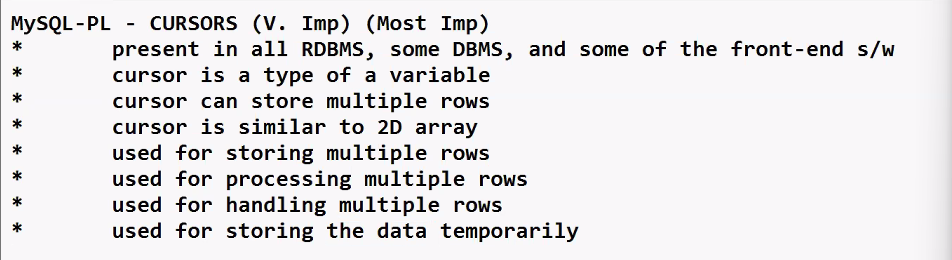 MySQL-PL - CURSORS (V. Imp) (Most Imp)
* present in all RDBMS, some DBMS, and some of the front-end s/w
* cursor is a type of a variable
* cursor can store multiple rows
* cursor is similar to 2D array
* used for storing multiple rows
* used for processing multiple rows
* used for handling multiple rows
* used for storing the data temporarily